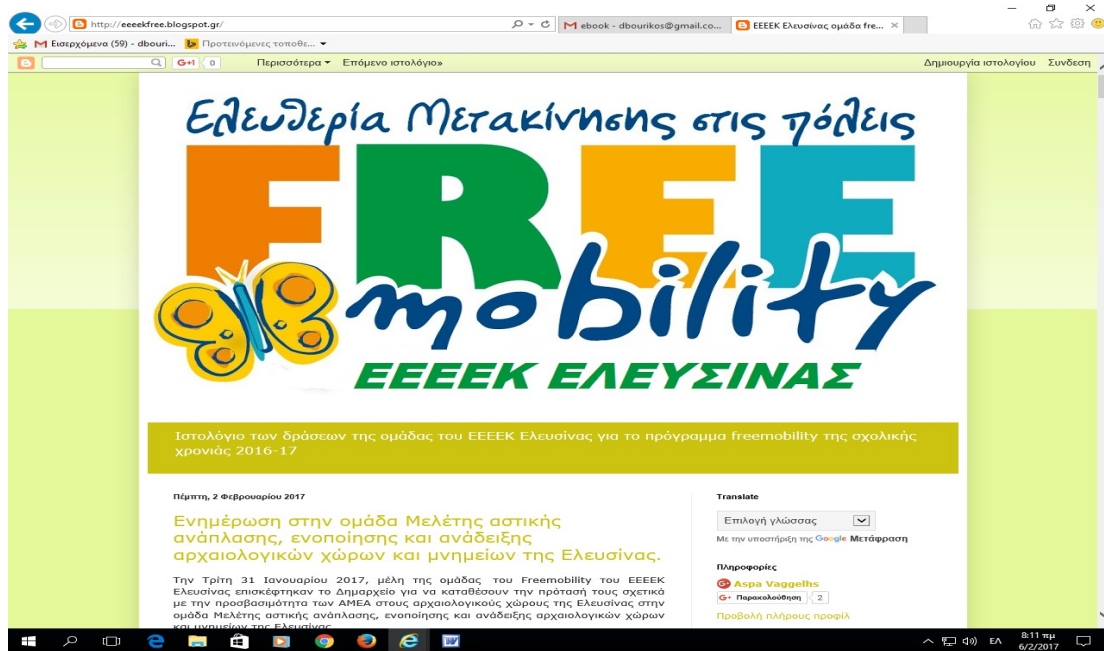 http://eeeekfree.blogspot.gr/
ebook - dbourikos@gmail.co...
ΕΕΕΕΚ Ελευσίνας ομάδα fre...
Εισερχόμενα (59) - dbouri...
Προτεινόμενες τοποθε...
G+1 0
Περισσότερα
Επόμενο ιστολόγιο»
Δημιουργία ιστολογίου
Σύνδεση
Ελευθερία Μετακίνησης στις πόλεις
FREE
mobility
ΕΕΕΕΚ ΕΛΕΥΣΙΝΑΣ
Ιστολόγιο των δράσεων της ομάδας του ΕΕΕΕΚ Ελευσίνας για το πρόγραμμα freemobility της σχολικής
χρονιάς 2016-17
Πέμπτη, 2 Φεβρουαρίου 2017
Ενημέρωση στην ομάδα Μελέτης αστικής
ανάπλασης, ενοποίησης και ανάδειξης
αρχαιολογικών χώρων και μνημείων της Ελευσίνας.
Την Τρίτη 31 Ιανουαρίου 2017, μέλη της ομάδας του Freemobility του ΕΕΕΕΚ
Ελευσίνας επισκέφτηκαν το Δημαρχείο για να καταθέσουν την πρότασή τους σχετικά
με την προσβασιμότητα των ΑΜΕΑ στους αρχαιολογικούς χώρους της Ελευσίνας στην
ομάδα Μελέτης αστικής ανάπλασης, ενοποίησης και ανάδειξης αρχαιολογικών χώρων
και μνημείων της Ελευσίνας.
Translate
Επιλογή γλώσσας
Με την υποστήριξη της Google Μετάφραση
Πληροφορίες
Aspa Vaggelhs
G+ Παρακολούθηση 2
Προβολή πλήρους προφίλ
ΕΛ
8:11 πμ
6/2/2017